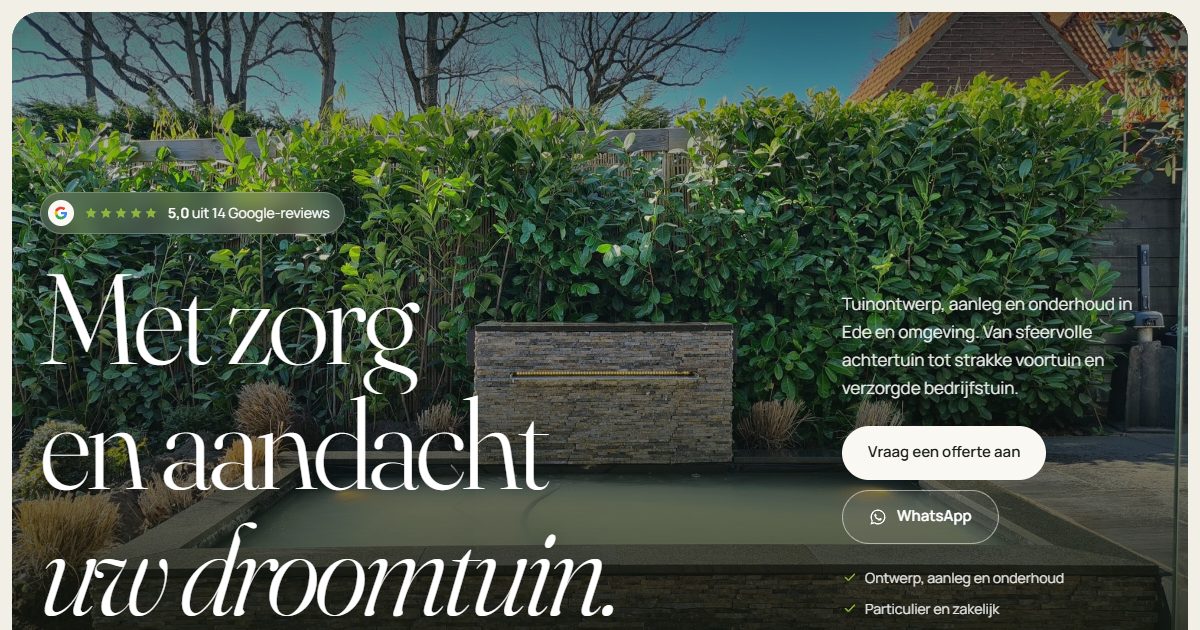 5,0 uit 14 Google-reviews
Met zorg
en aandacht
uw droomtuin.
Tuinontwerp, aanleg en onderhoud in
Ede en omgeving. Van sfeervolle
achtertuin tot strakke voortuin en
verzorgde bedrijfstuin.
Vraag een offerte aan
WhatsApp
Ontwerp, aanleg en onderhoud
Particulier en zakelijk